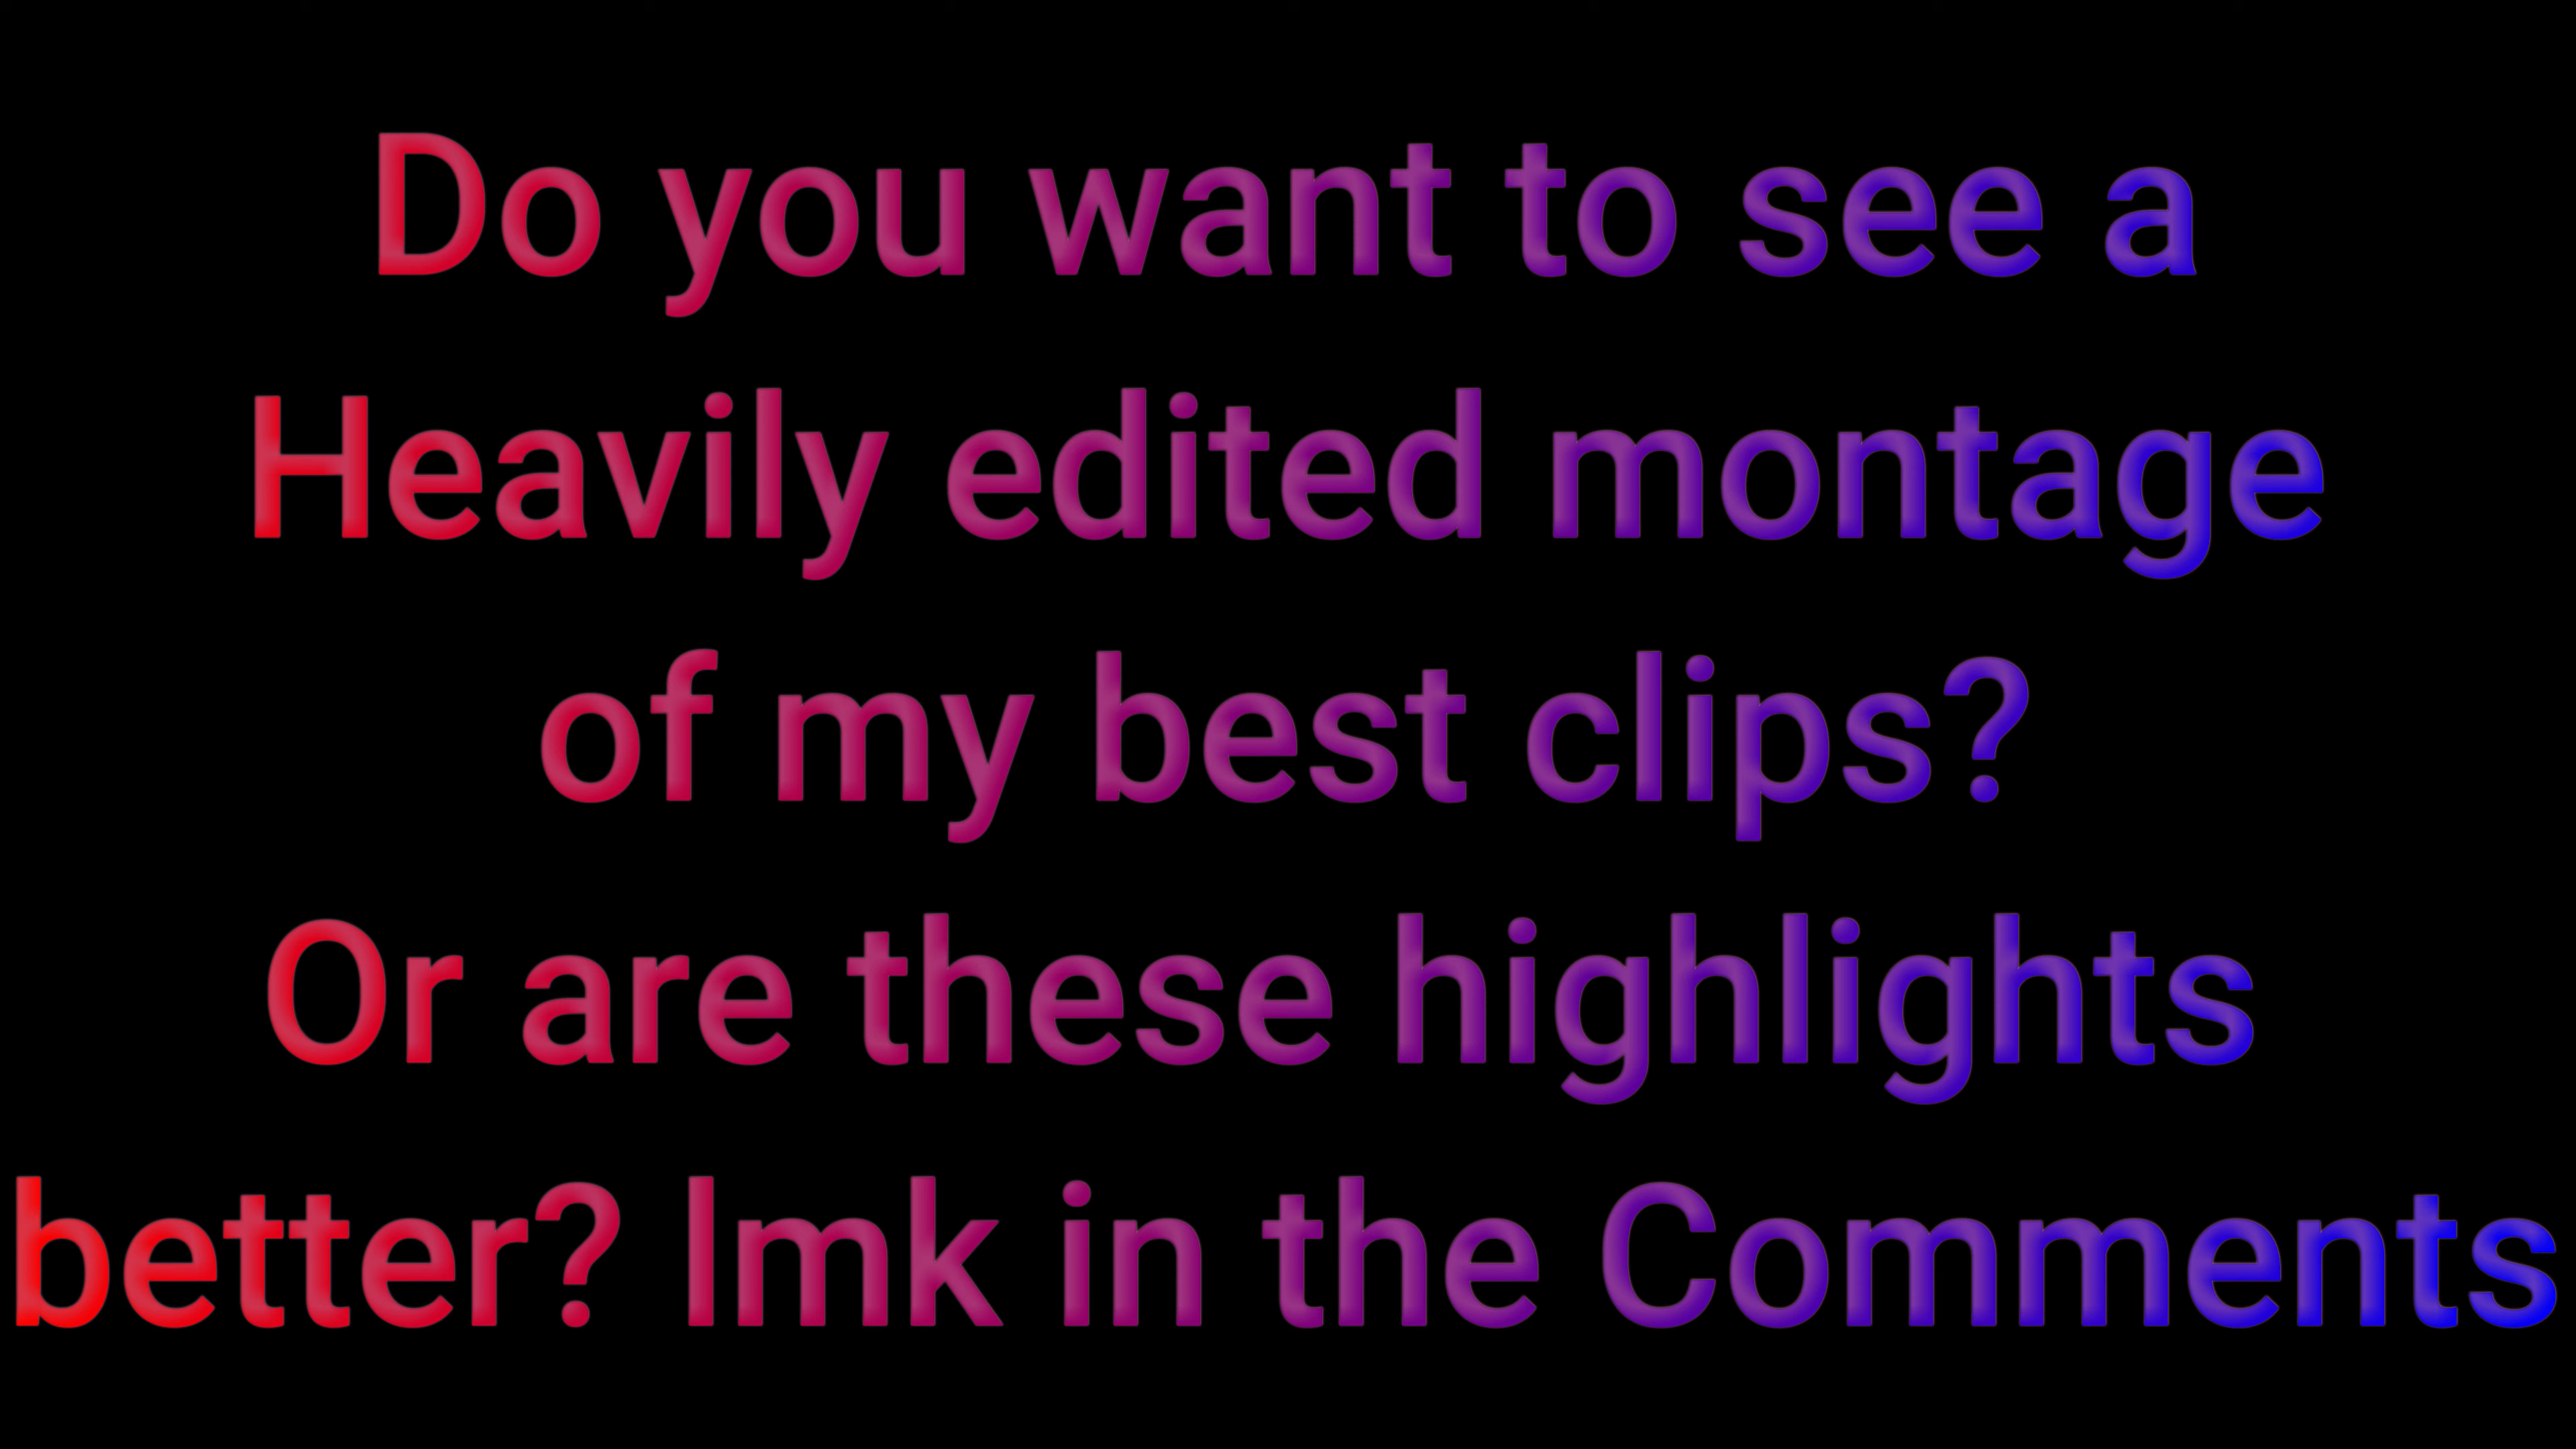 Do you want to see a
Heavily edited montage
of my best clips?
Or are these highlights
better? lmk in the Comments